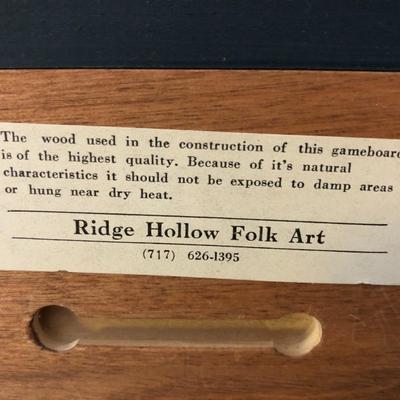 The wood used in the construction of this gameboard
is of the highest quality. Because of it's natural
characteristics it should not be exposed to damp areas
or hung near dry heat.
Ridge Hollow Folk Art
(717) 626-1395